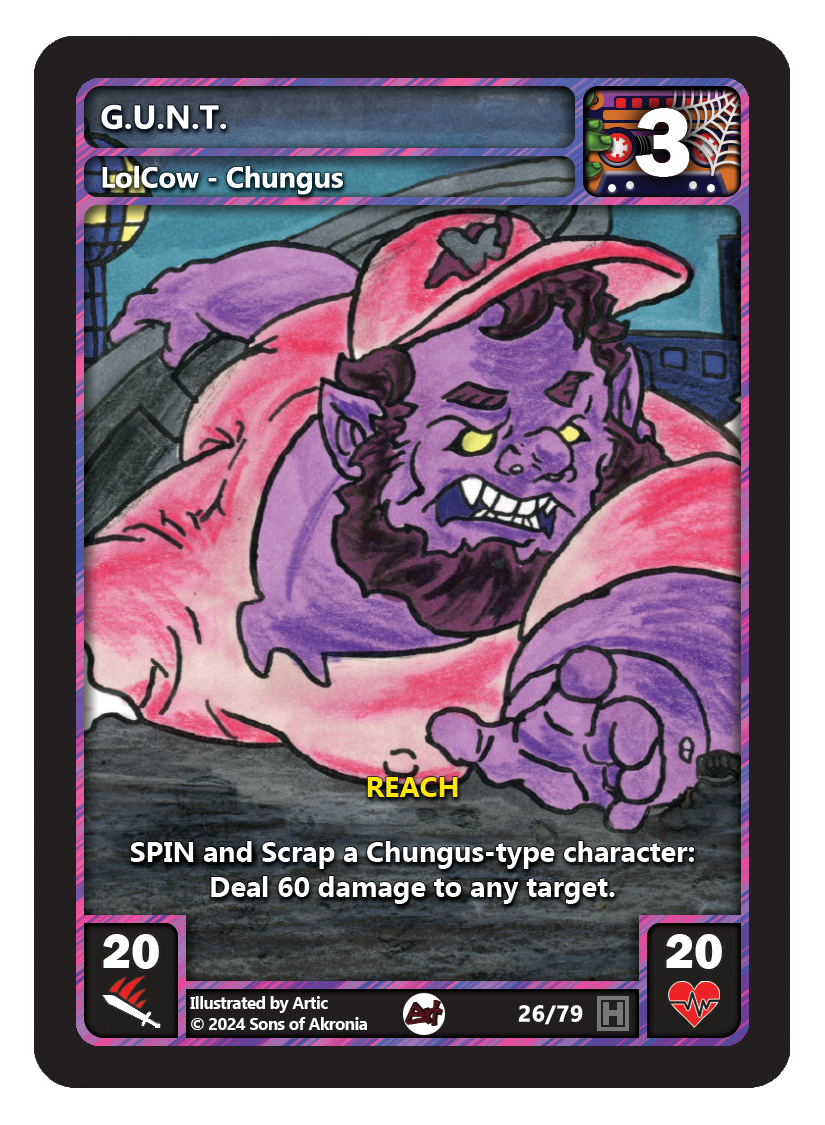 G.U.N.T.
3
LolCow - Chungus
REACH
SPIN and Scrap a Chungus-type character:
Deal 60 damage to any target.
20
20
Illustrated by Artic
© 2024 Sons of Akronia
Art
26/79
H